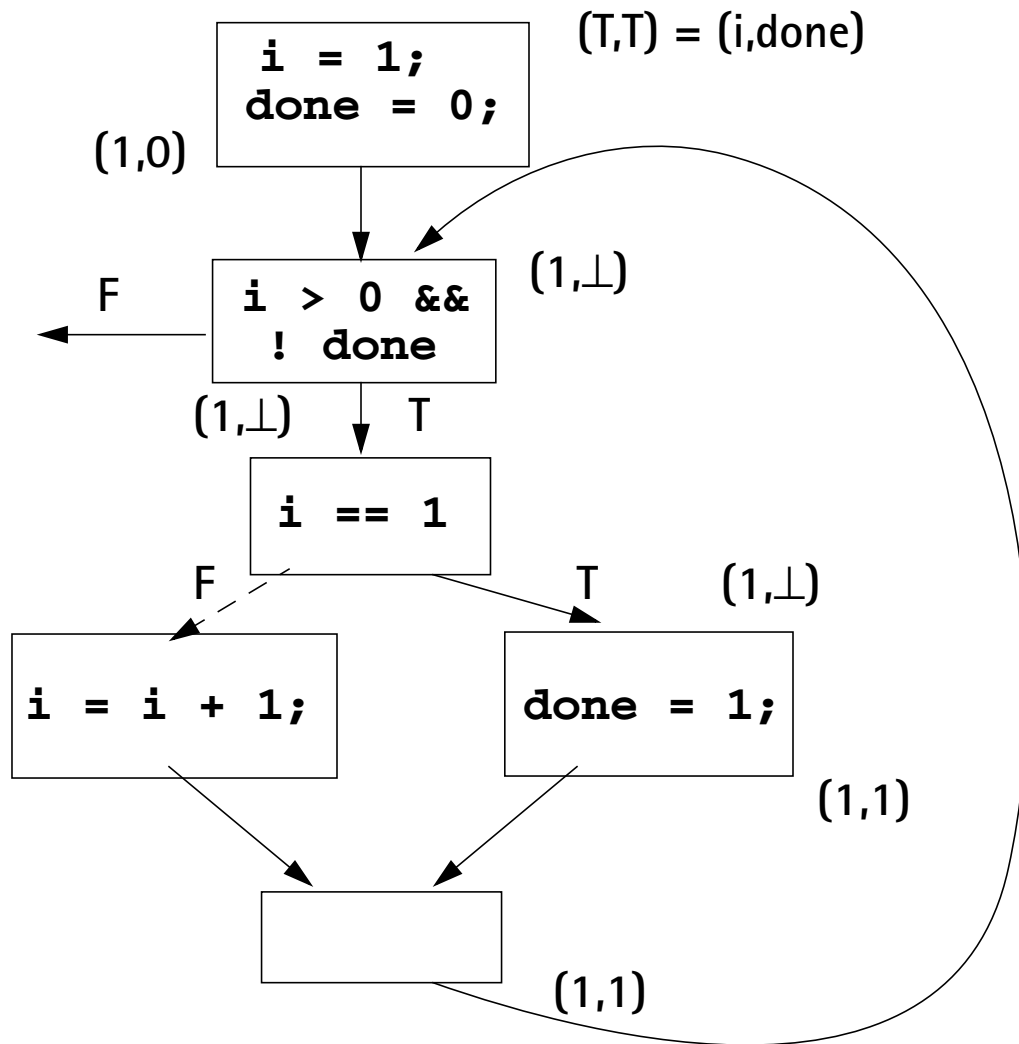 (T,T) = (i,done)
i = 1;
done = 0;
(1,0)
(1,⊥)
F
i > 0 &&
! done
(1,⊥)
T
i == 1
F
T
(1,⊥)
i = i + 1;
done = 1;
(1,1)
(1,1)